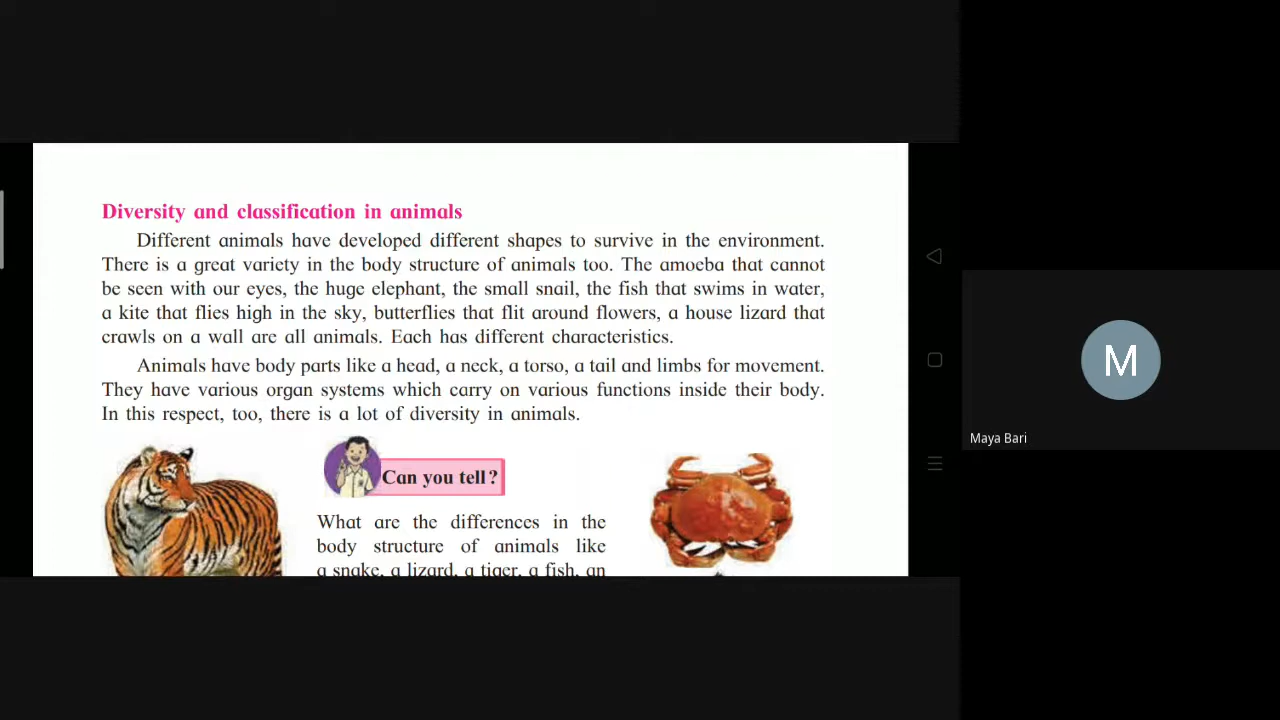 Diversity and classification in animals
Different animals have developed different shapes to survive in the environment.
There is a great variety in the body structure of animals too. The amoeba that cannot
be seen with our eyes, the huge elephant, the small snail, the fish that swims in water,
a kite that flies high in the sky, butterflies that flit around flowers, a house lizard that
crawls on a wall are all animals. Each has different characteristics.
Animals have body parts like a head, a neck, a torso, a tail and limbs for movement.
They have various organ systems which carry on various functions inside their body.
In this respect, too, there is a lot of diversity in animals.
Can you tell?
What are the differences in the
body structure of animals like
a snake, a lizard, a tiger, a fish, an
M
Maya Bari